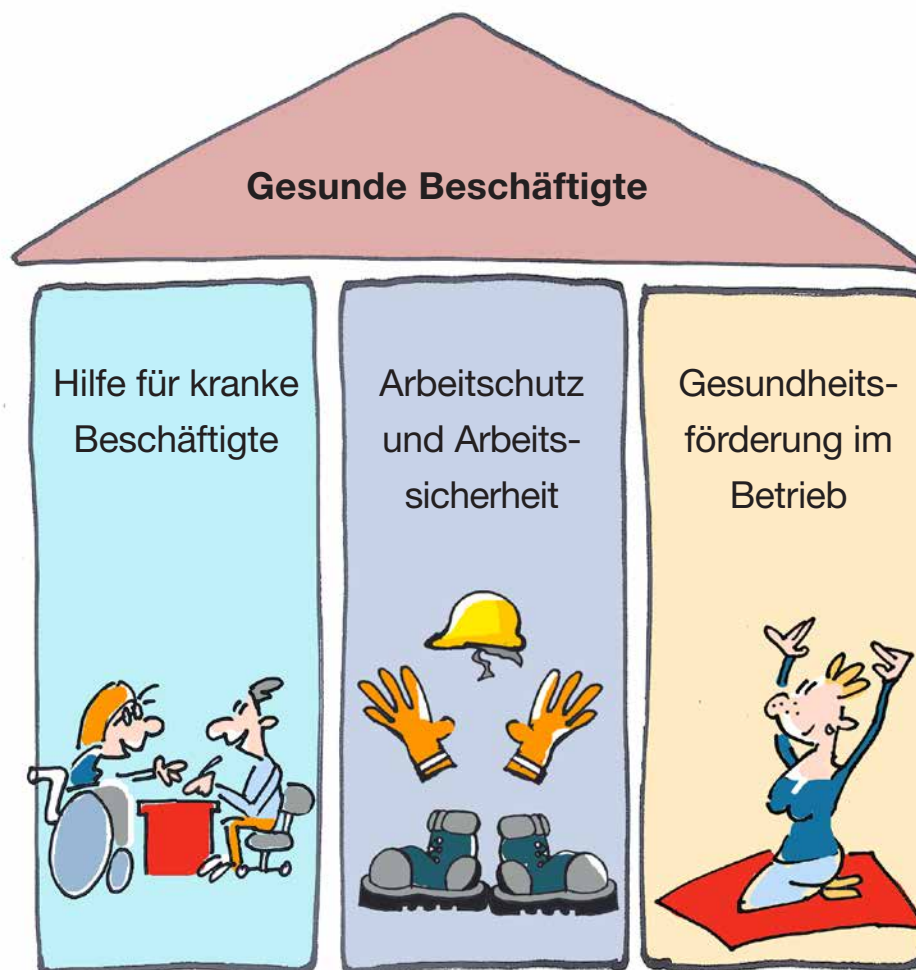 Gesunde Beschäftigte
Hilfe für kranke
Beschäftigte
Arbeitschutz
und Arbeits-
sicherheit
Gesundheits-
förderung im
Betrieb